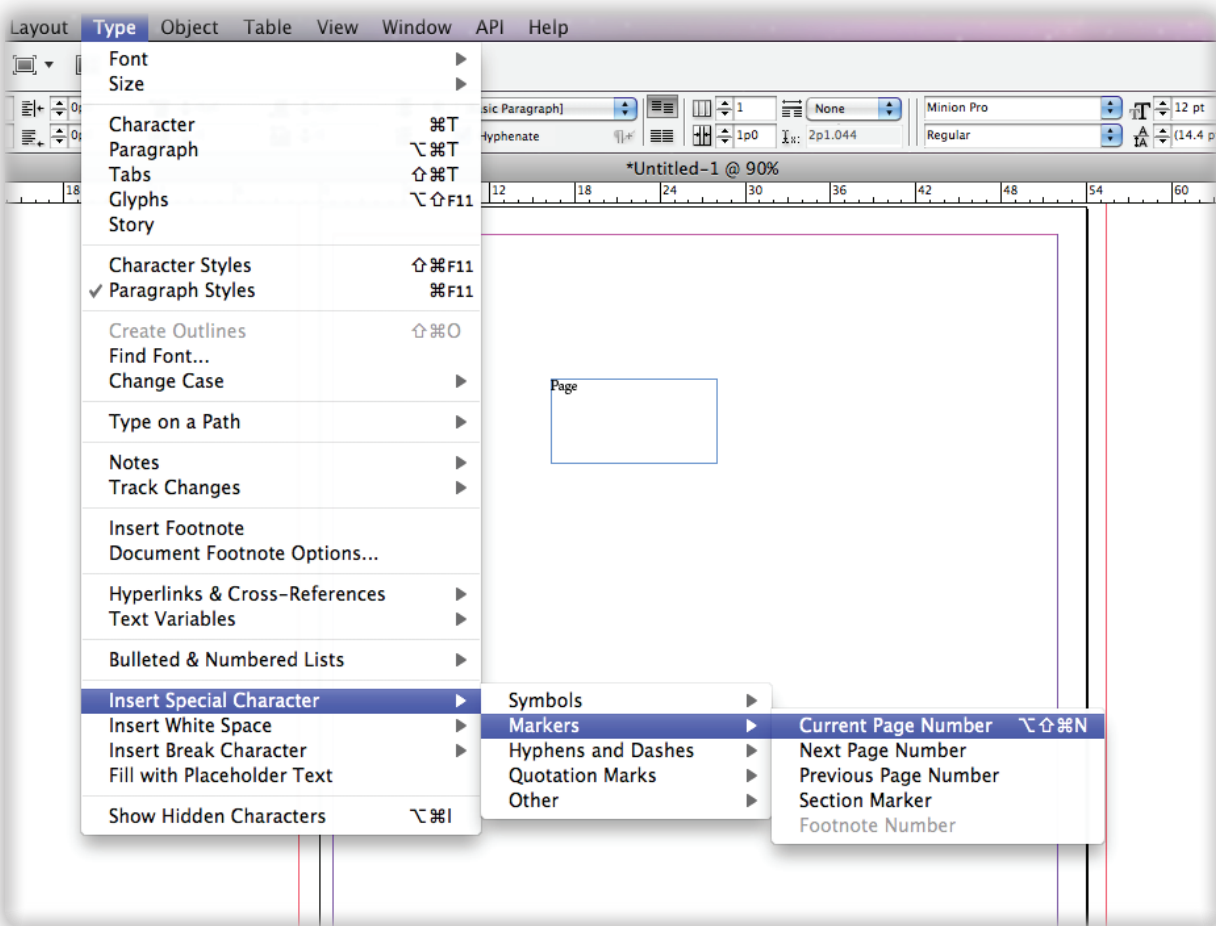 Layout Type Object Table View Window API Help
sic Paragraph] 1 None Minion Pro 12 pt
Hyphenate 1p0 2p1.044 Regular (14.4 p
*Untitled-1 @ 90%
18 12 18 24 30 36 42 48 54 60
Font
Size
Character ⌘T
Paragraph ⌥⌘T
Tabs ⇧⌘T
Glyphs ⌥⇧F11
Story
Character Styles ⇧⌘F11
✓ Paragraph Styles ⌘F11
Create Outlines ⇧⌘O
Find Font...
Change Case
Type on a Path
Notes
Track Changes
Insert Footnote
Document Footnote Options...
Hyperlinks & Cross-References
Text Variables
Bulleted & Numbered Lists
Insert Special Character
Insert White Space
Insert Break Character
Fill with Placeholder Text
Show Hidden Characters ⌥⌘I
Page
Symbols
Markers
Hyphens and Dashes
Quotation Marks
Other
Current Page Number ⌥⇧⌘N
Next Page Number
Previous Page Number
Section Marker
Footnote Number